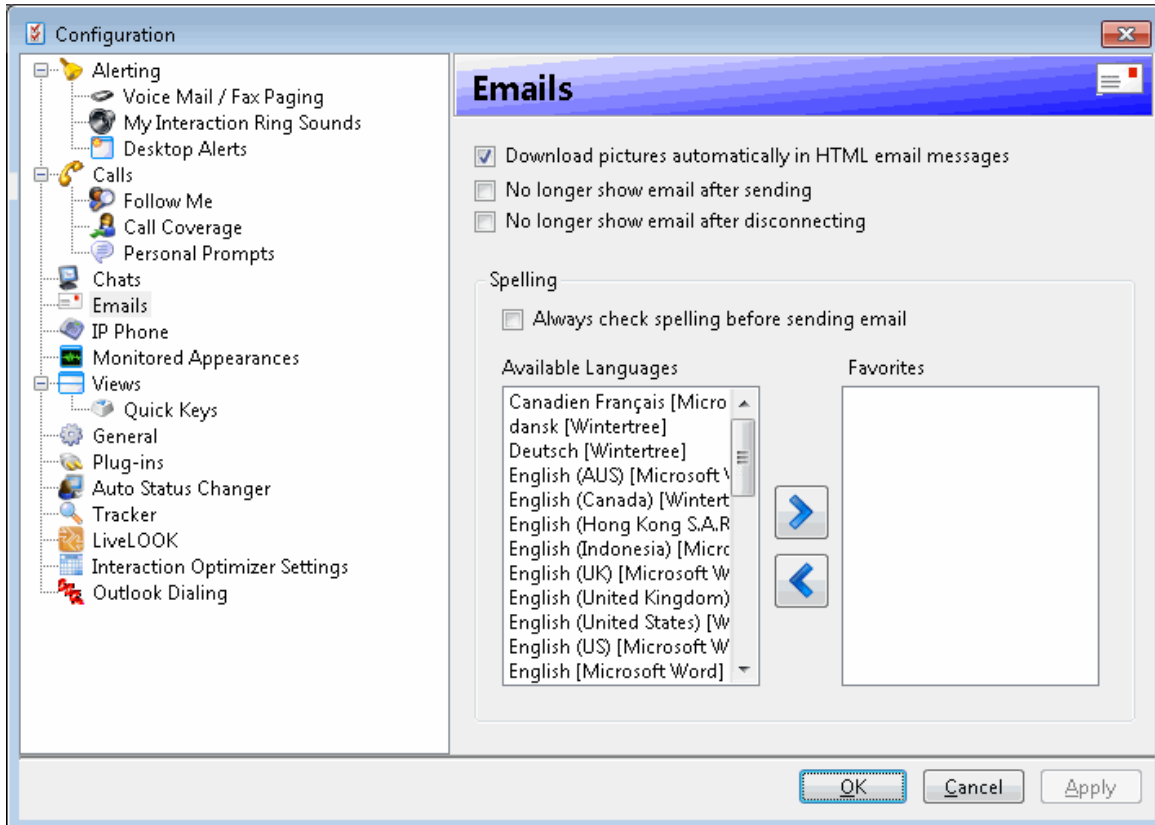 Configuration
Alerting
Voice Mail / Fax Paging
My Interaction Ring Sounds
Desktop Alerts
Calls
Follow Me
Call Coverage
Personal Prompts
Chats
Emails
IP Phone
Monitored Appearances
Views
Quick Keys
General
Plug-ins
Auto Status Changer
Tracker
LiveLOOK
Interaction Optimizer Settings
Outlook Dialing
Emails
Download pictures automatically in HTML email messages
No longer show email after sending
No longer show email after disconnecting
Spelling
Always check spelling before sending email
Available Languages
Canadien Français [Micro
dansk [Wintertree]
Deutsch [Wintertree]
English (AUS) [Microsoft
English (Canada) [Wintert
English (Hong Kong S.A.R
English (Indonesia) [Micro
English (UK) [Microsoft W
English (United Kingdom)
English (United States) [W
English (US) [Microsoft W
English [Microsoft Word]
Favorites
OK
Cancel
Apply